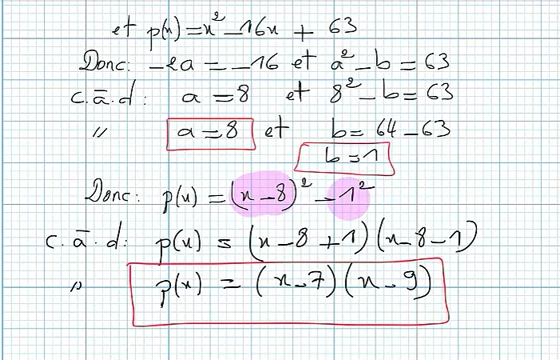 et p(x)=x²-16x + 63
Donc: -2a = -16 et a²-b = 63
c.ā.d: a = 8 et 8²-b = 63
" a = 8 et b = 64 - 63
b = 1
Donc: p(x) = (x-8)² - 1²
c.ā.d: p(x) = (x-8+1)(x-8-1)
" p(x) = (x-7)(x-9)